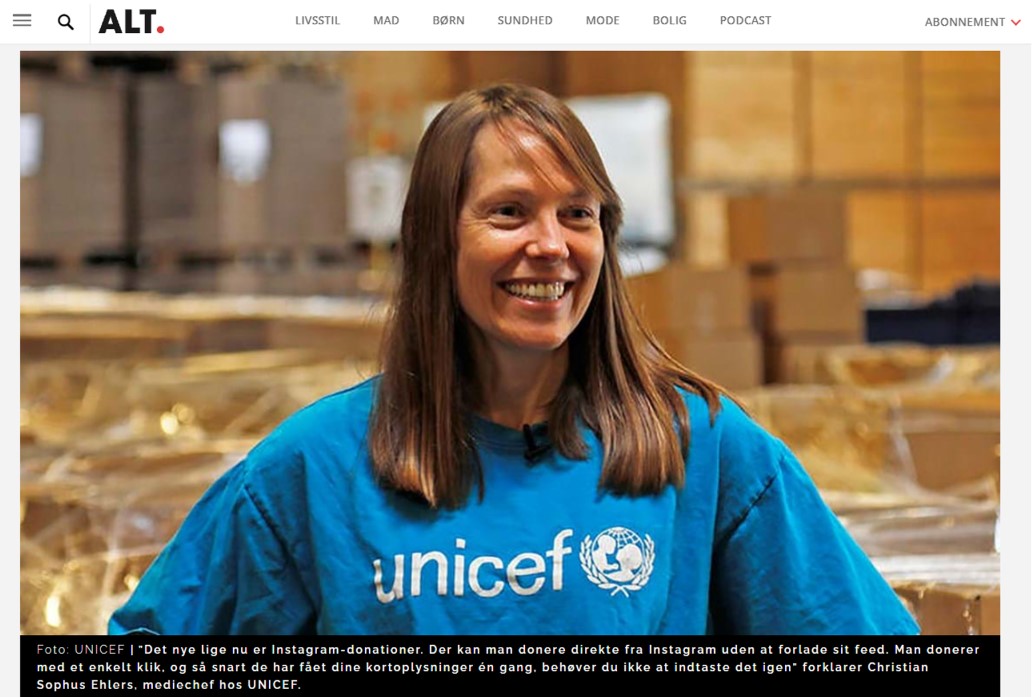 ALT.
LIVSSTIL MAD BØRN SUNDHED MODE BOLIG PODCAST
ABONNEMENT
unicef
Foto: UNICEF | "Det nye lige nu er Instagram-donationer. Der kan man donere direkte fra Instagram uden at forlade sit feed. Man donerer
med et enkelt klik, og så snart de har fået dine kortoplysninger én gang, behøver du ikke at indtaste det igen" forklarer Christian
Sophus Ehlers, mediechef hos UNICEF.